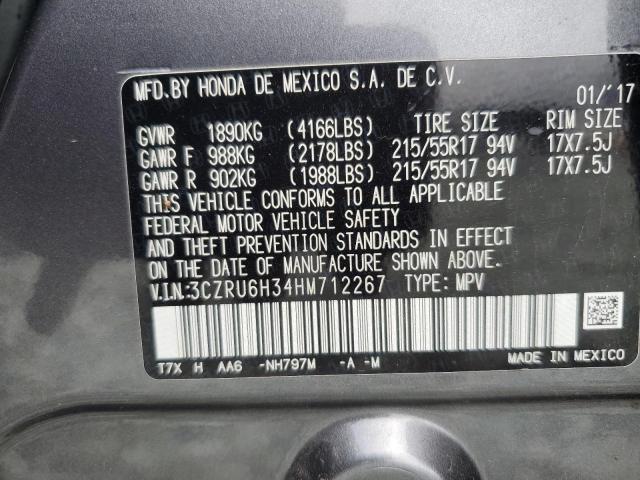 MFD.BY HONDA DE MEXICO S.A. DE C.V. 01/'17
GVWR 1890KG (4166LBS) TIRE SIZE RIM SIZE
GAWR F 988KG (2178LBS) 215/55R17 94V 17X7.5J
GAWR R 902KG (1988LBS) 215/55R17 94V 17X7.5J
THIS VEHICLE CONFORMS TO ALL APPLICABLE
FEDERAL MOTOR VEHICLE SAFETY
AND THEFT PREVENTION STANDARDS IN EFFECT
ON THE DATE OF MANUFACTURE SHOWN ABOVE.
V.I.N:3CZRU6H34HM712267 TYPE: MPV
T7X H AA6 -NH797M -A -M MADE IN MEXICO